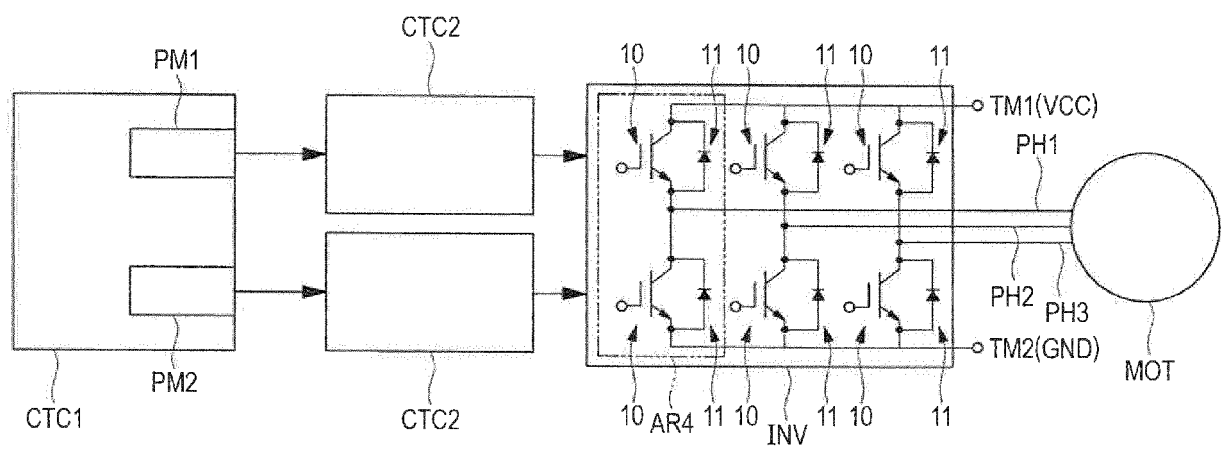 CTC2
PM1
10 11 10 11 10 11
TM1(VCC)
PH1
PH2
PH3
TM2(GND)
MOT
PM2
CTC1
CTC2
10 AR4 11 10 INV 11 10 11